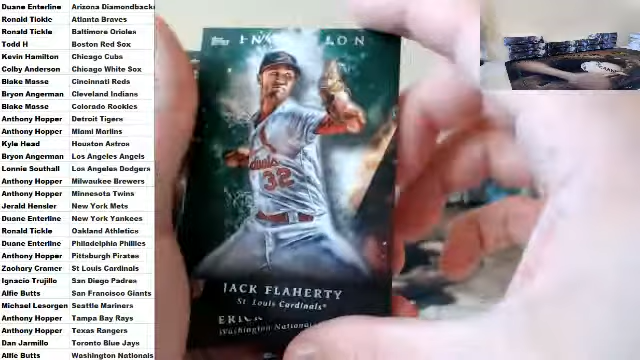 Duane Enterline Arizona Diamondbacks
Ronald Tickle Atlanta Braves
Ronald Tickle Baltimore Orioles
Todd H Boston Red Sox
Kevin Hamilton Chicago Cubs
Colby Anderson Chicago White Sox
Blake Masse Cincinnati Reds
Bryon Angerman Cleveland Indians
Blake Masse Colorado Rockies
Anthony Hopper Detroit Tigers
Anthony Hopper Miami Marlins
Kyle Head Houston Astros
Bryon Angerman Los Angeles Angels
Lonnie Southall Los Angeles Dodgers
Anthony Hopper Milwaukee Brewers
Anthony Hopper Minnesota Twins
Jerald Hensler New York Mets
Duane Enterline New York Yankees
Ronald Tickle Oakland Athletics
Duane Enterline Philadelphia Phillies
Anthony Hopper Pittsburgh Pirates
Zachary Cramer St Louis Cardinals
Ignacio Trujillo San Diego Padres
Alfie Butts San Francisco Giants
Michael Lesorgen Seattle Mariners
Anthony Hopper Tampa Bay Rays
Anthony Hopper Texas Rangers
Dan Jarmillo Toronto Blue Jays
Alfie Butts Washington Nationals
Topps
32
JACK FLAHERTY
St. Louis Cardinals®
ERICK
Washington Nationals